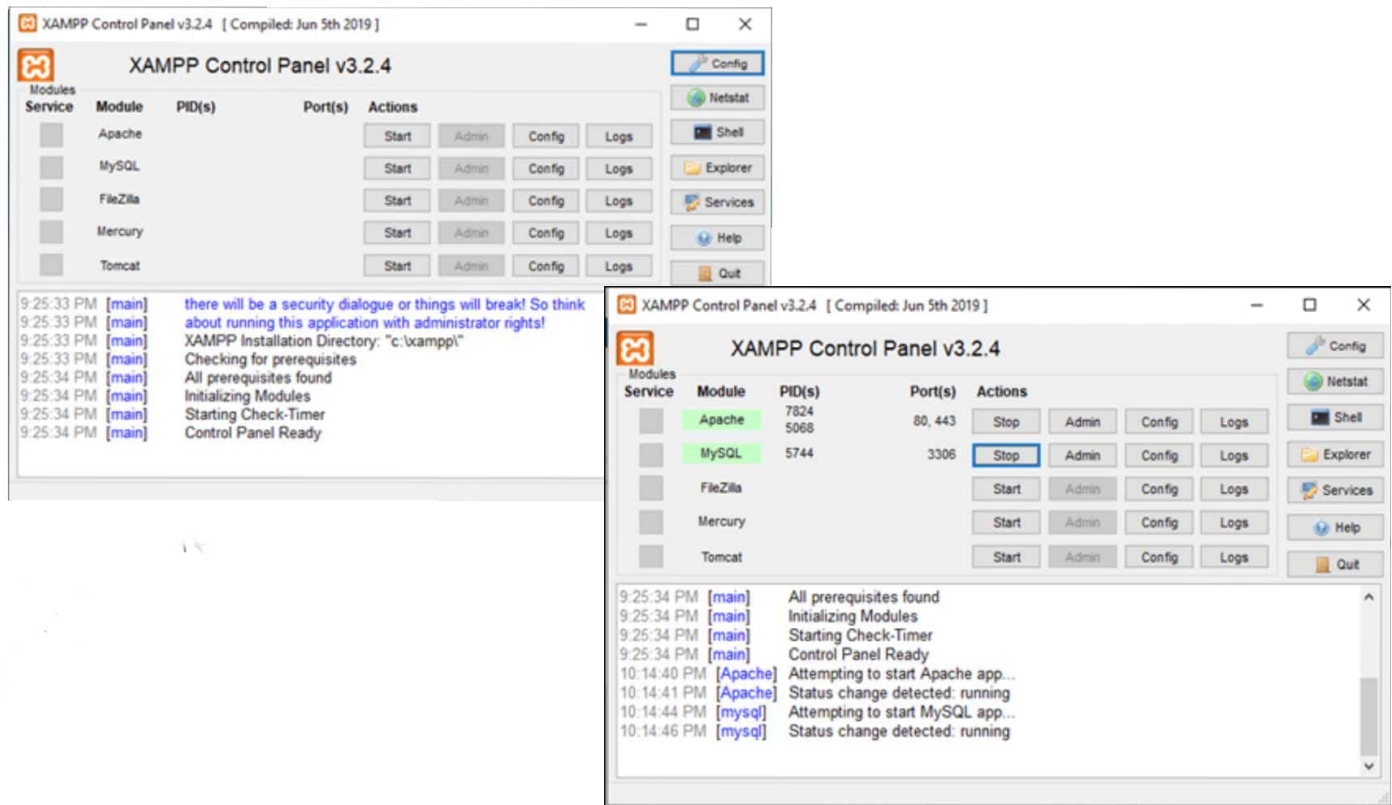 XAMPP Control Panel v3.2.4 [ Compiled: Jun 5th 2019 ]
XAMPP Control Panel v3.2.4
Config
Modules
Service Module PID(s) Port(s) Actions
Netstat
Apache Start Admin Config Logs Shell
MySQL Start Admin Config Logs Explorer
FileZilla Start Admin Config Logs Services
Mercury Start Admin Config Logs Help
Tomcat Start Admin Config Logs Quit
9:25:33 PM [main] there will be a security dialogue or things will break! So think
9:25:33 PM [main] about running this application with administrator rights!
9:25:33 PM [main] XAMPP Installation Directory: "c:\xampp\"
9:25:33 PM [main] Checking for prerequisites
9:25:34 PM [main] All prerequisites found
9:25:34 PM [main] Initializing Modules
9:25:34 PM [main] Starting Check-Timer
9:25:34 PM [main] Control Panel Ready
XAMPP Control Panel v3.2.4 [ Compiled: Jun 5th 2019 ]
XAMPP Control Panel v3.2.4
Config
Modules
Service Module PID(s) Port(s) Actions
Netstat
Apache 7824 5068 80, 443 Stop Admin Config Logs Shell
MySQL 5744 3306 Stop Admin Config Logs Explorer
FileZilla Start Admin Config Logs Services
Mercury Start Admin Config Logs Help
Tomcat Start Admin Config Logs Quit
9:25:34 PM [main] All prerequisites found
9:25:34 PM [main] Initializing Modules
9:25:34 PM [main] Starting Check-Timer
9:25:34 PM [main] Control Panel Ready
10:14:40 PM [Apache] Attempting to start Apache app...
10:14:41 PM [Apache] Status change detected: running
10:14:44 PM [mysql] Attempting to start MySQL app...
10:14:46 PM [mysql] Status change detected: running